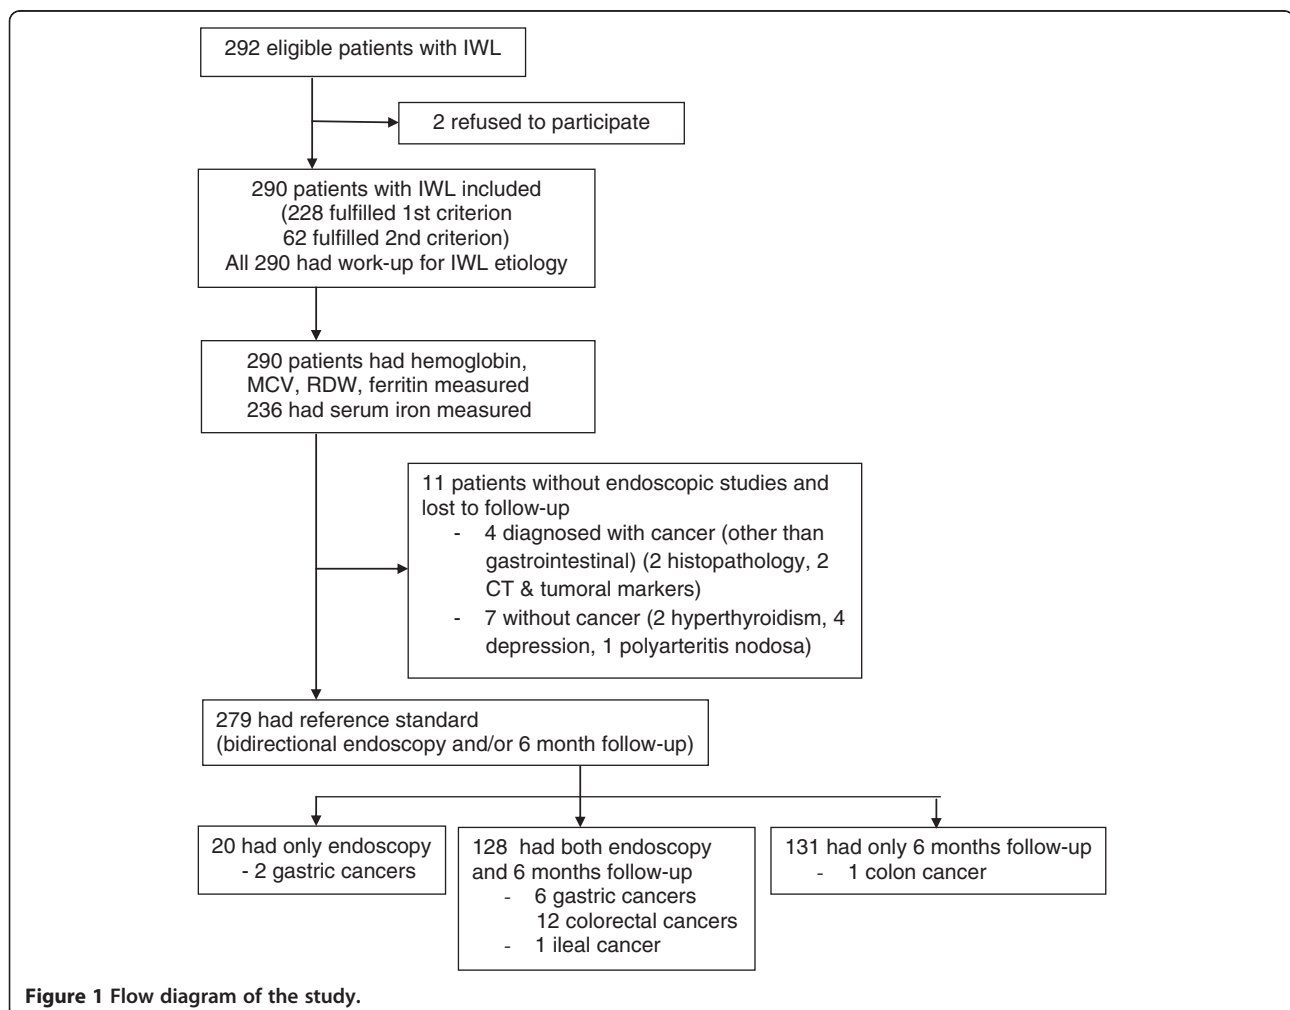 292 eligible patients with IWL
2 refused to participate
290 patients with IWL included
(228 fulfilled 1st criterion
62 fulfilled 2nd criterion)
All 290 had work-up for IWL etiology
290 patients had hemoglobin,
MCV, RDW, ferritin measured
236 had serum iron measured
11 patients without endoscopic studies and
lost to follow-up
- 4 diagnosed with cancer (other than
gastrointestinal) (2 histopathology, 2
CT & tumoral markers)
- 7 without cancer (2 hyperthyroidism, 4
depression, 1 polyarteritis nodosa)
279 had reference standard
(bidirectional endoscopy and/or 6 month follow-up)
20 had only endoscopy
- 2 gastric cancers
128 had both endoscopy
and 6 months follow-up
- 6 gastric cancers
12 colorectal cancers
- 1 ileal cancer
131 had only 6 months follow-up
- 1 colon cancer
Figure 1 Flow diagram of the study.